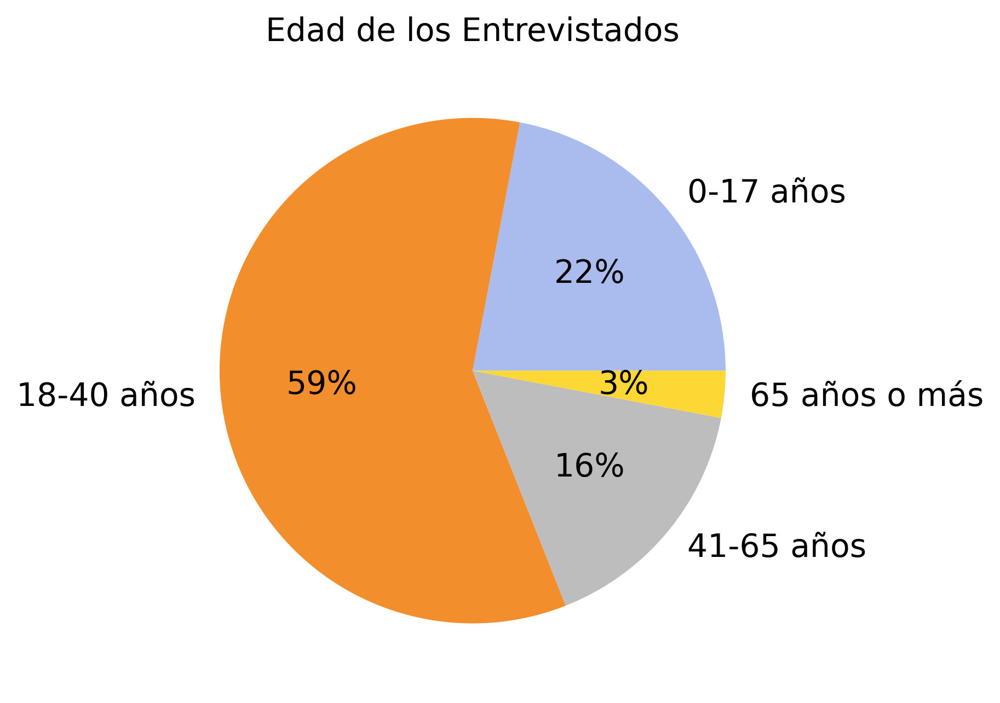 Edad de los Entrevistados
0-17 años
22%
59%
3%
18-40 años
65 años o más
16%
41-65 años